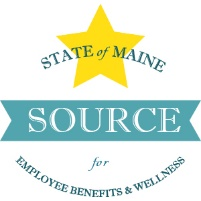 STATE of MAINE
SOURCE
for
EMPLOYEE BENEFITS & WELLNESS